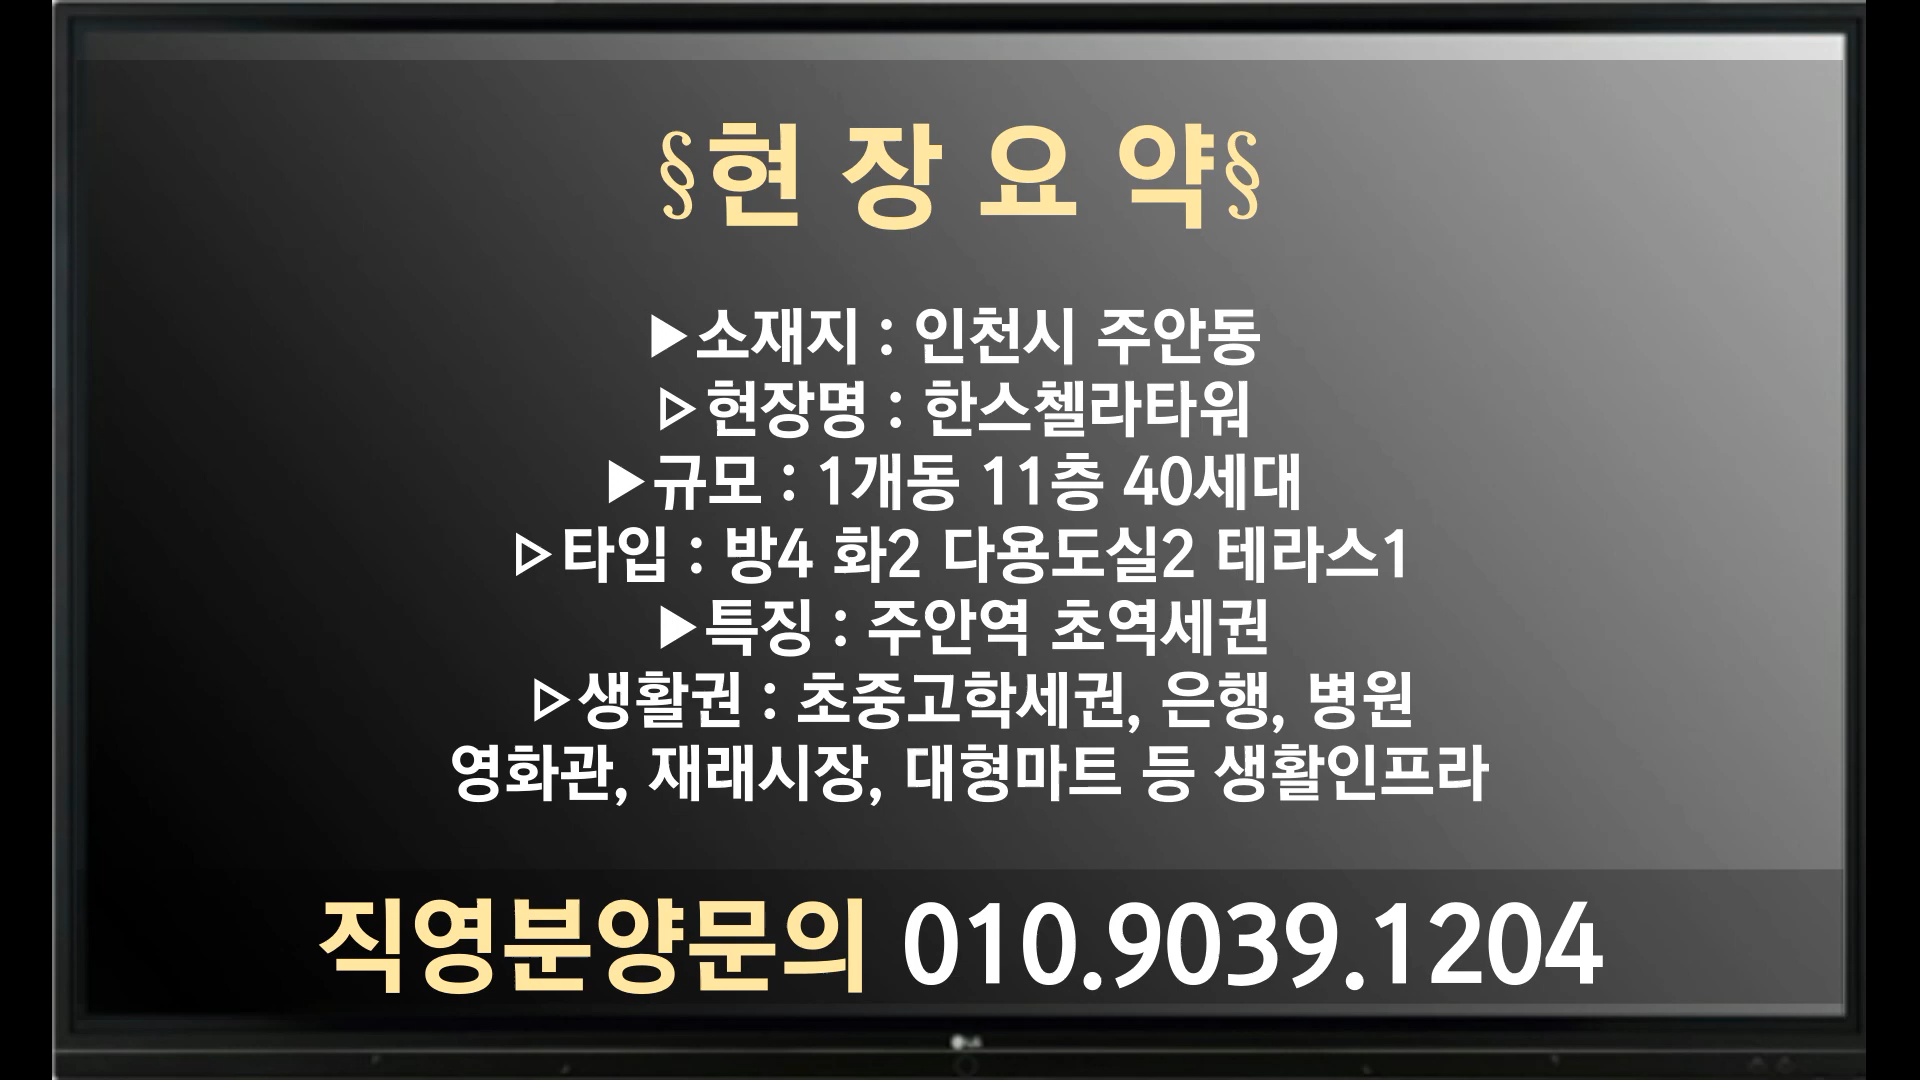 §현 장 요 약§
▶소재지 : 인천시 주안동
▷현장명 : 한스첼라타워
▶규모 : 1개동 11층 40세대
▷타입 : 방4 화2 다용도실2 테라스1
▶특징 : 주안역 초역세권
▷생활권 : 초중고학세권, 은행, 병원
영화관, 재래시장, 대형마트 등 생활인프라
직영분양문의 010.9039.1204
LG